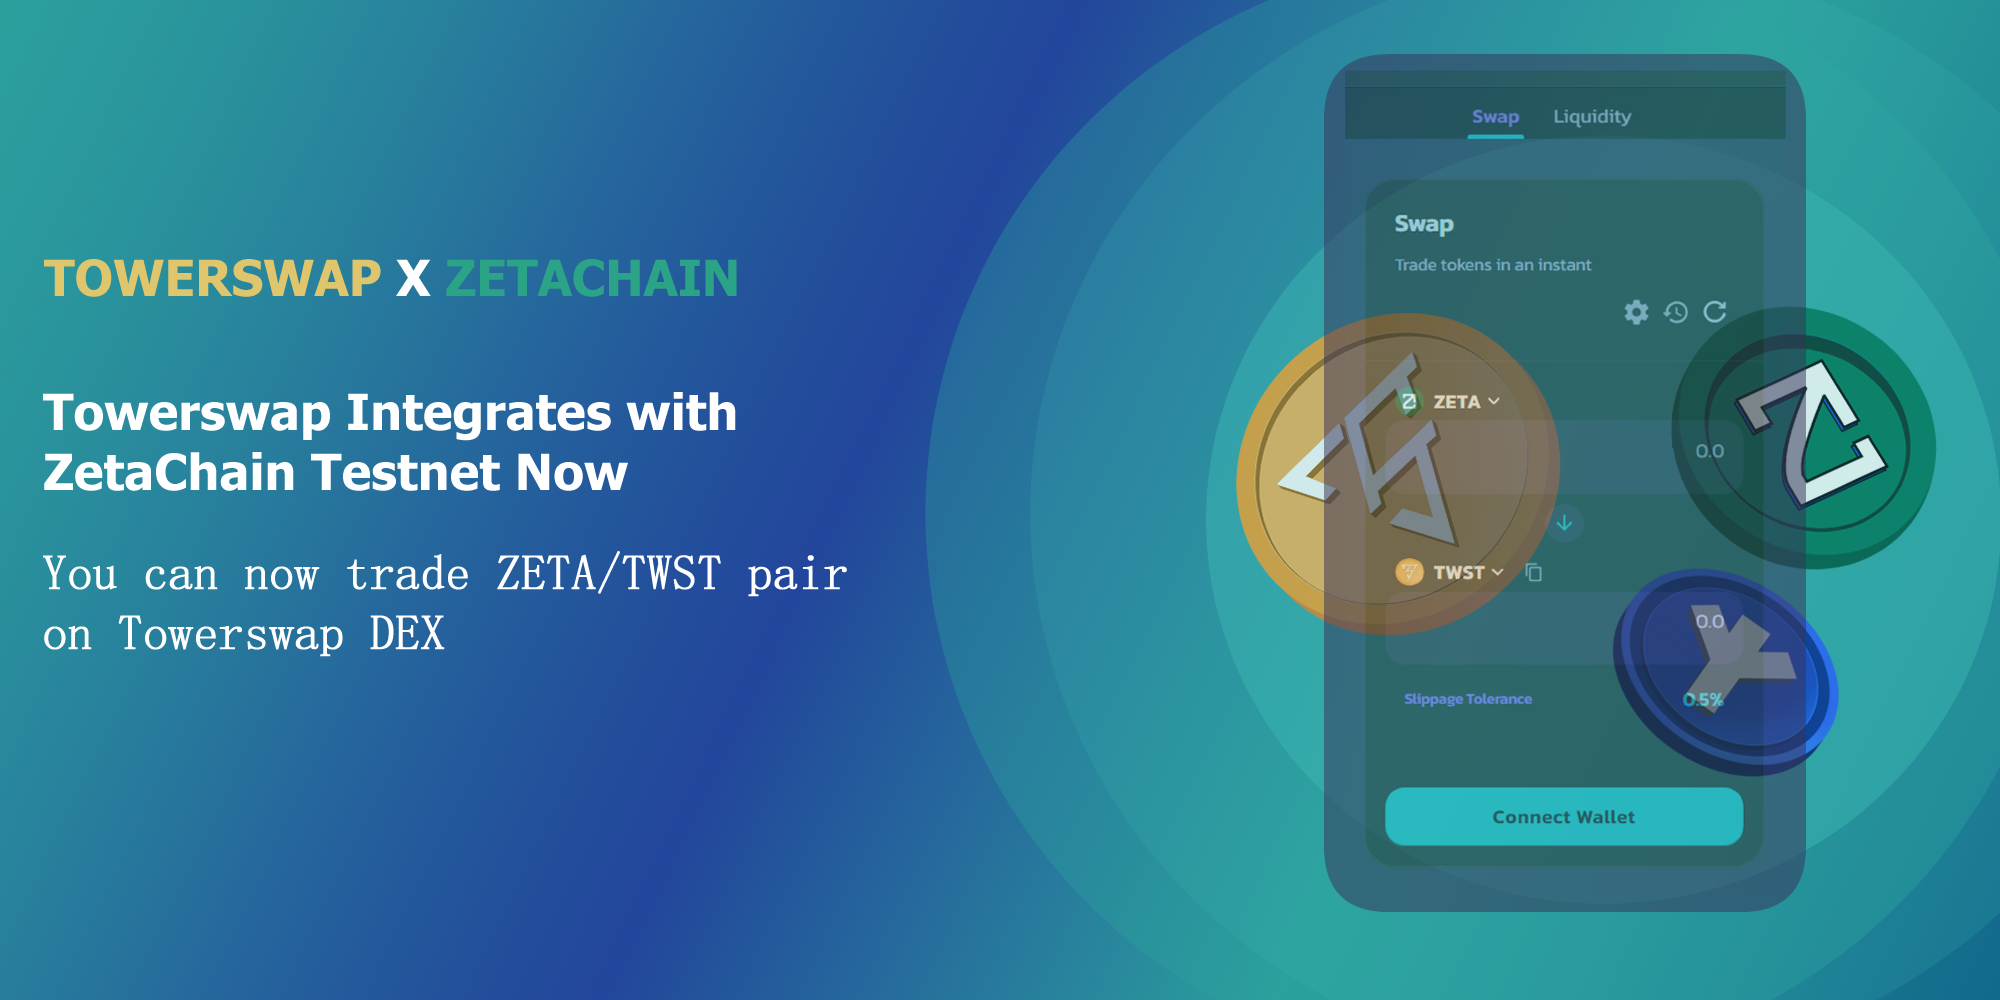 TOWERSWAP X ZETACHAIN
Towerswap Integrates with
ZetaChain Testnet Now
You can now trade ZETA/TWST pair
on Towerswap DEX
Swap Liquidity
Swap
Trade tokens in an instant
ZETA
0.0
TWST
0.0
Slippage Tolerance 0.5%
Connect Wallet